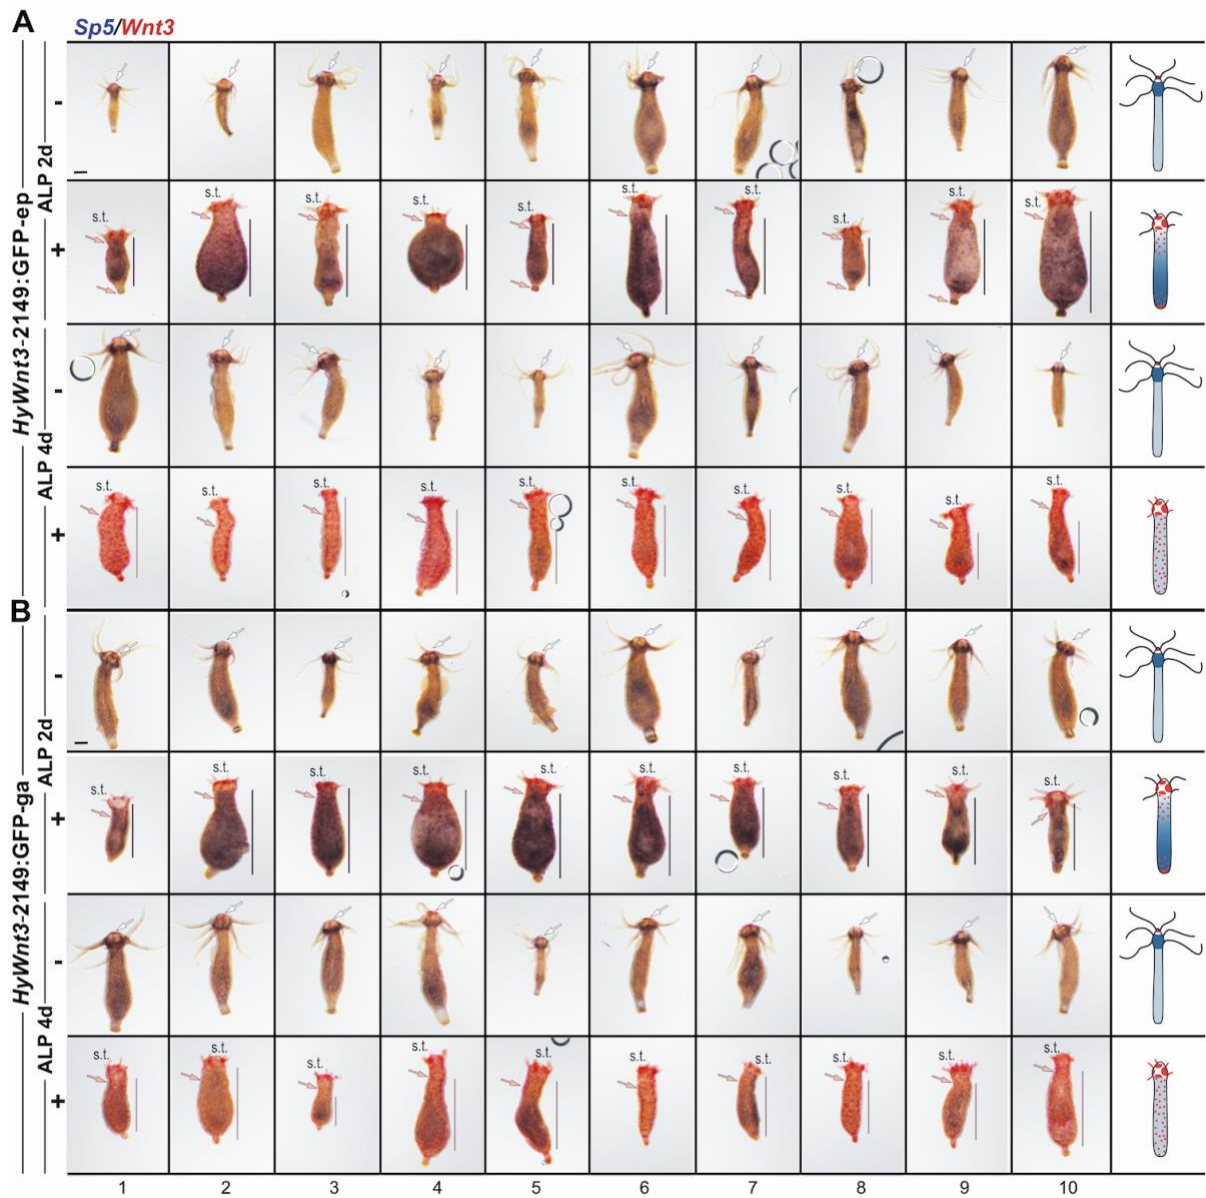 A
Sp5/Wnt3
HyWnt3-2149:GFP-ep
ALP 2d
-
+
s.t. s.t. s.t. s.t. s.t. s.t. s.t. s.t. s.t. s.t.
ALP 4d
-
+
s.t. s.t. s.t. s.t. s.t. s.t. s.t. s.t. s.t. s.t.
B
HyWnt3-2149:GFP-ga
ALP 2d
-
+
s.t. s.t. s.t. s.t. s.t. s.t. s.t. s.t. s.t. s.t.
ALP 4d
-
+
s.t. s.t. s.t. s.t. s.t. s.t. s.t. s.t. s.t. s.t.
1 2 3 4 5 6 7 8 9 10